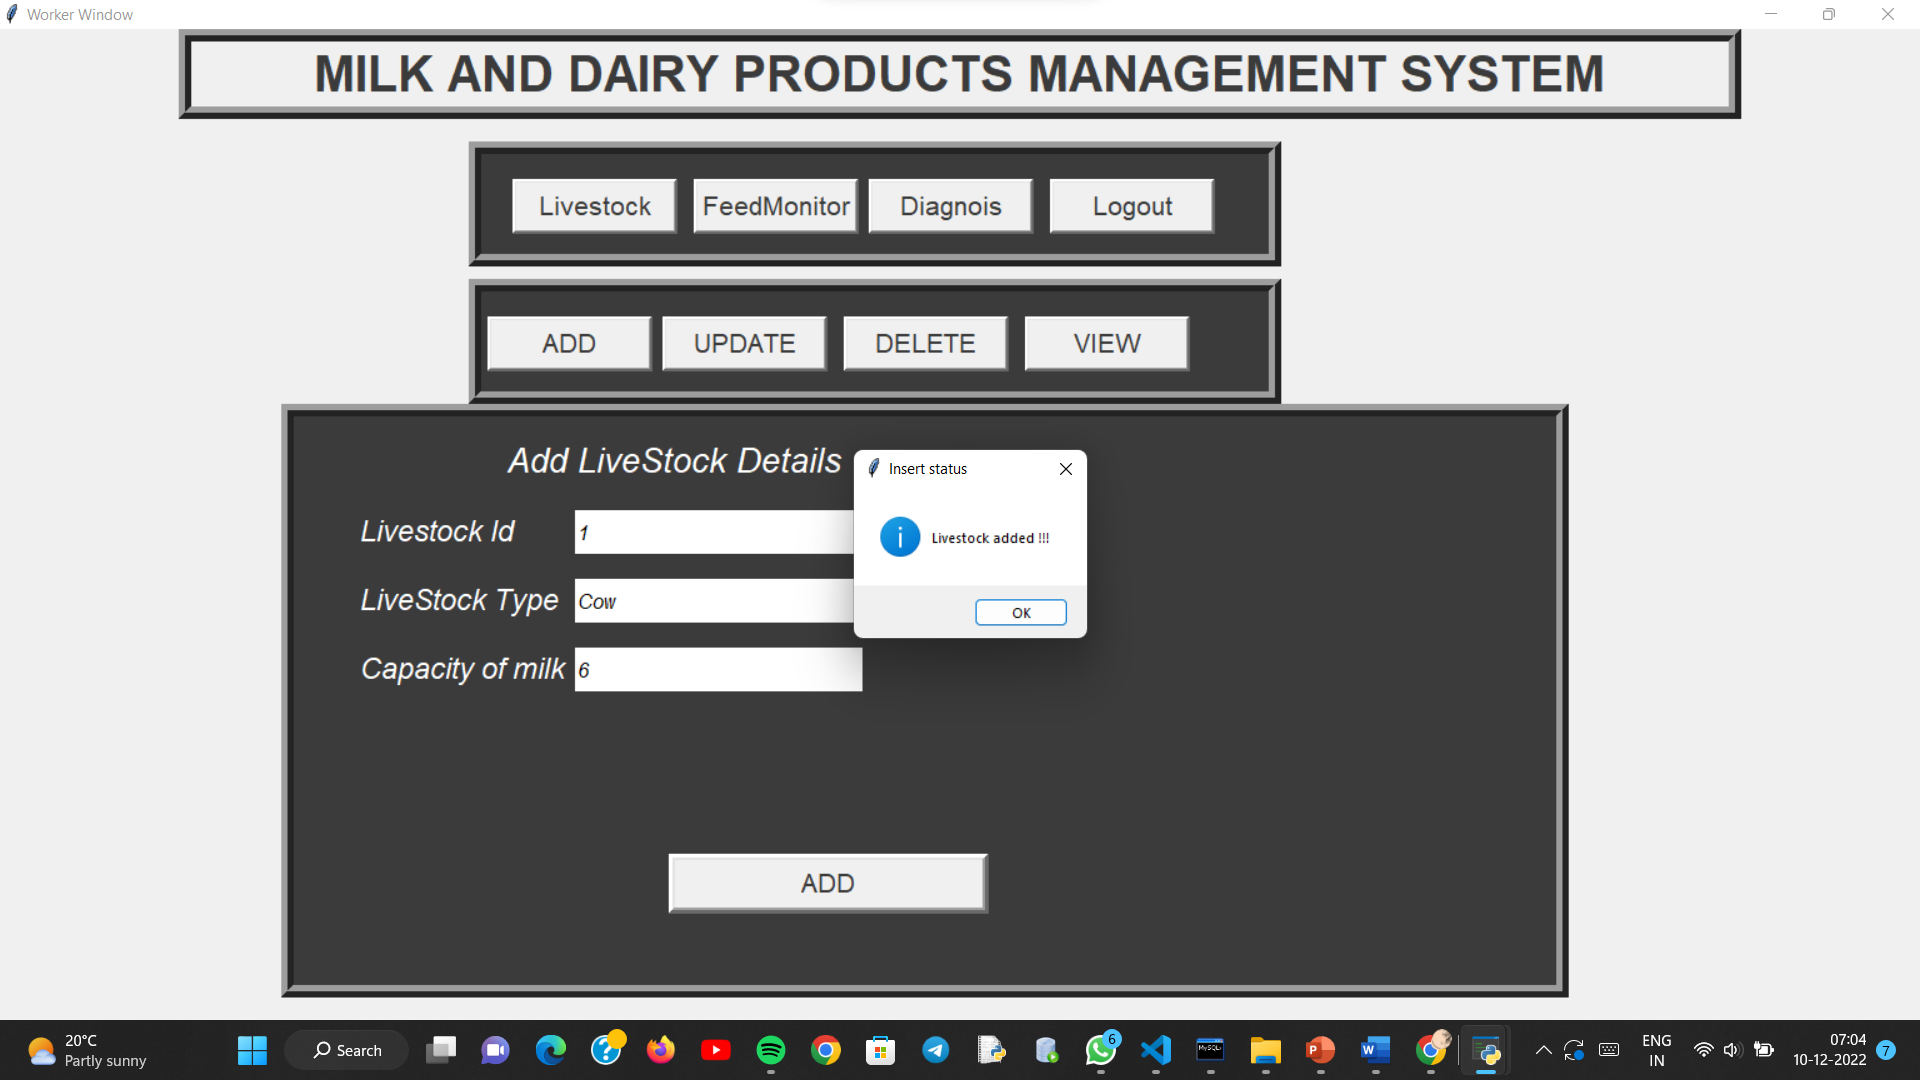 Worker Window
MILK AND DAIRY PRODUCTS MANAGEMENT SYSTEM
Livestock FeedMonitor Diagnois Logout
ADD UPDATE DELETE VIEW
Add LiveStock Details
Insert status
Livestock Id 1
Livestock added !!!
LiveStock Type Cow
OK
Capacity of milk 6
ADD
20°C
Partly sunny
Search
6
MySQL
ENG
IN
07:04
10-12-2022
7